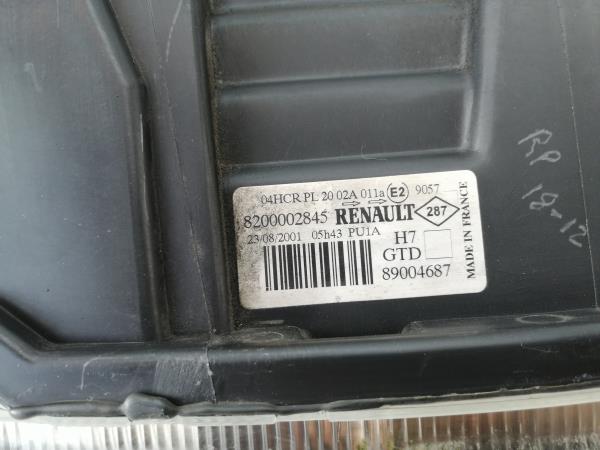 04HCR PL 20 02A 011a E2 9057
8200002845 RENAULT 287
23/08/2001 05h43 PU1A
H7
GTD
89004687
MADE IN FRANCE
RP
18-12